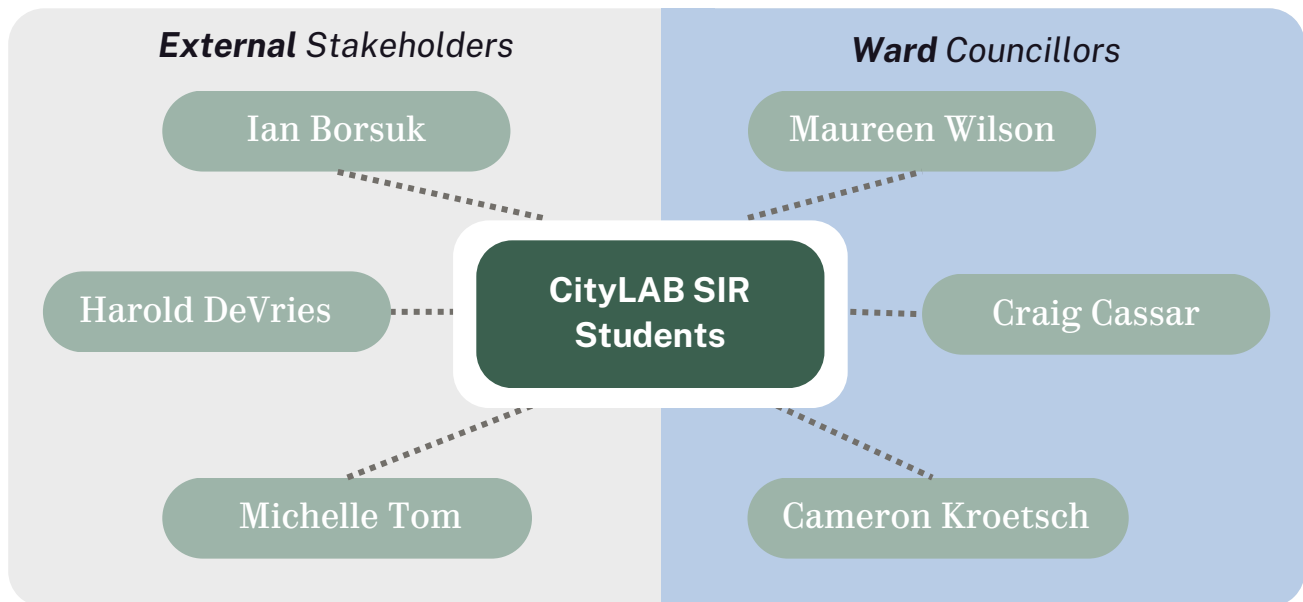 External Stakeholders
Ian Borsuk
Harold DeVries
Michelle Tom
CityLAB SIR
Students
Ward Councillors
Maureen Wilson
Craig Cassar
Cameron Kroetsch